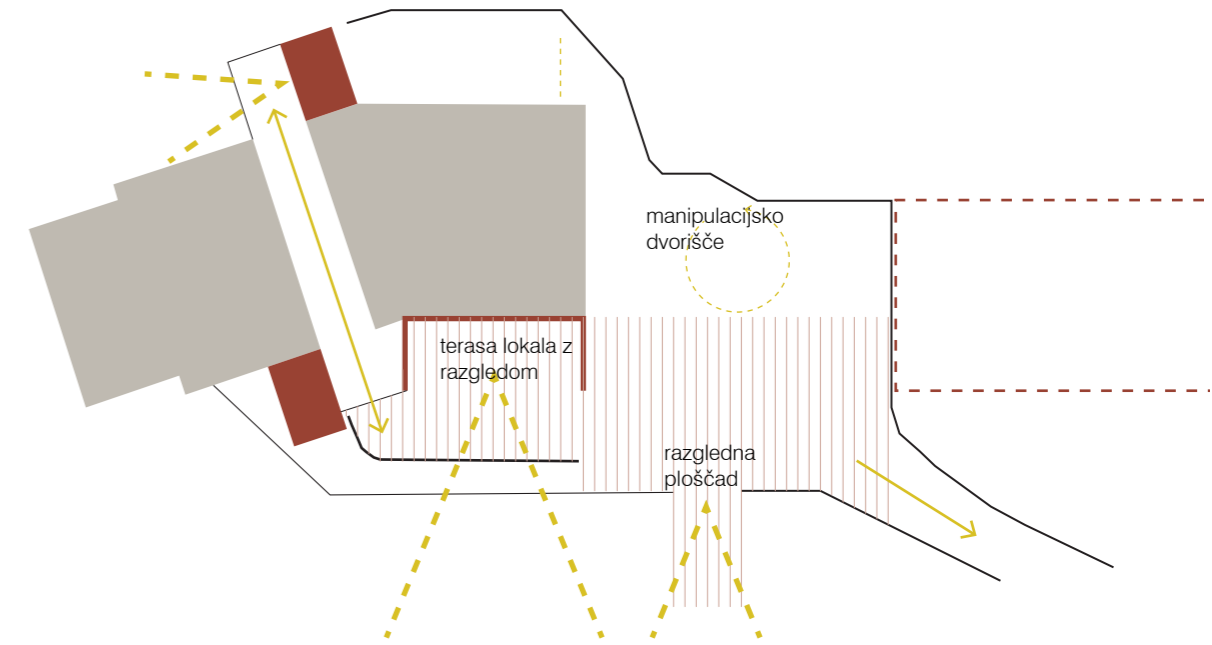 manipulacijsko
dvorišče
terasa lokala z
razgledom
razgledna
ploščad